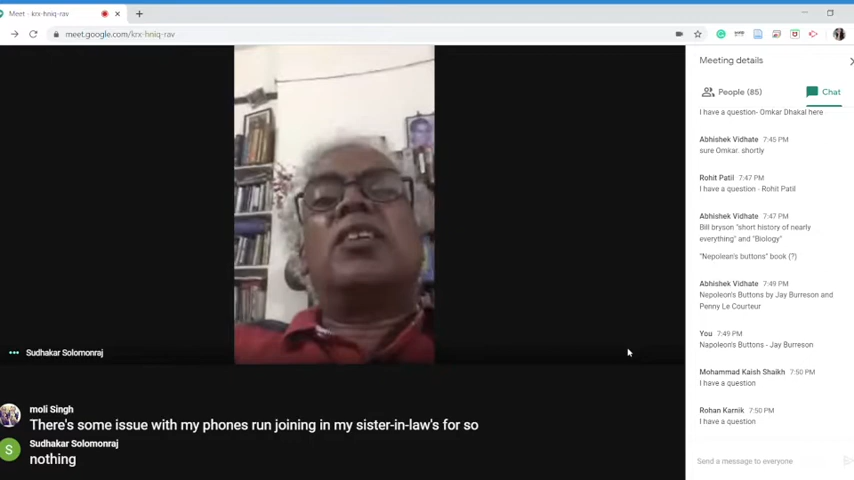 Meet - krx-hniq-rav
meet.google.com/krx-hniq-rav
Meeting details
People (85)
Chat
I have a question- Omkar Dhakal here
Abhishek Vidhate 7:45 PM
sure Omkar. shortly
Rohit Patil 7:47 PM
I have a question - Rohit Patil
Abhishek Vidhate 7:47 PM
Bill bryson "short history of nearly
everything" and "Biology"
"Nepolean's buttons" book (?)
Abhishek Vidhate 7:49 PM
Nepoleon's Buttons by Jay Burreson and
Penny Le Courteur
You 7:49 PM
Napoleon's Buttons - Jay Burreson
Mohammad Kaish Shaikh 7:50 PM
I have a question
Rohan Karnik 7:50 PM
I have a question
Send a message to everyone
Sudhakar Solomonraj
moli Singh
There's some issue with my phones run joining in my sister-in-law's for so
S
Sudhakar Solomonraj
nothing